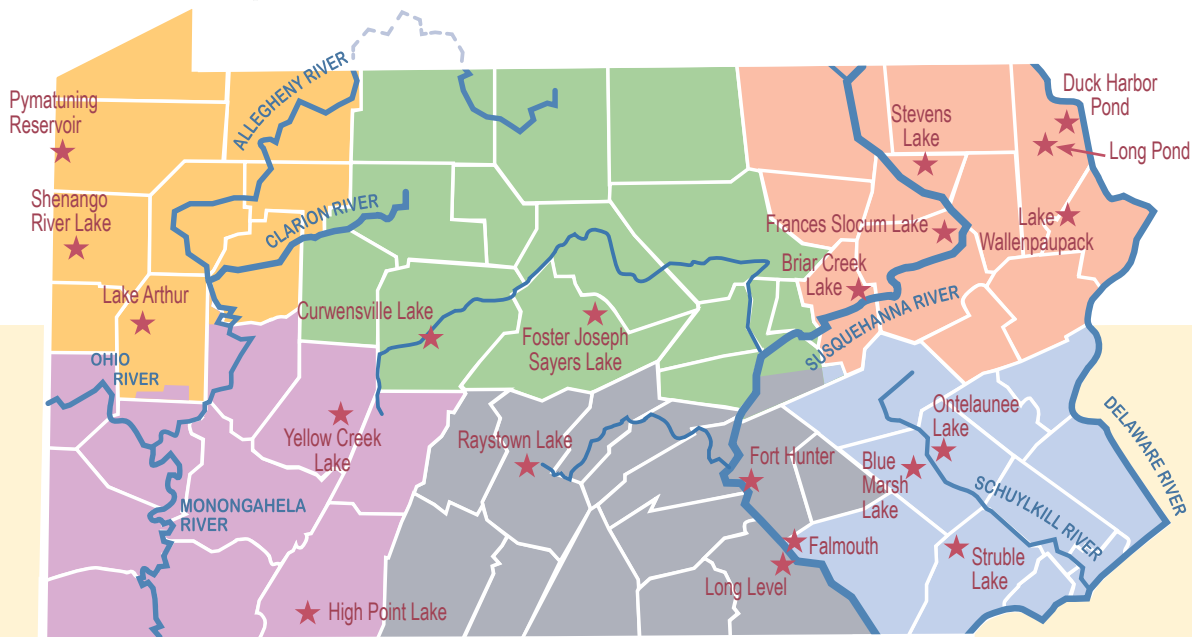 ALLEGHENY RIVER
Pymatuning
Reservoir
Duck Harbor
Pond
Stevens
Lake
Long Pond
Shenango
River Lake
CLARION RIVER
Frances Slocum Lake
Lake
Wallenpaupack
Briar Creek
Lake
Lake Arthur
Curwensville Lake
Foster Joseph
Sayers Lake
SUSQUEHANNA RIVER
OHIO
RIVER
Yellow Creek
Lake
Raystown Lake
Ontelaunee
Lake
DELAWARE RIVER
Fort Hunter
Blue
Marsh
Lake
SCHUYLKILL RIVER
MONONGAHELA
RIVER
Falmouth
Struble
Lake
Long Level
High Point Lake